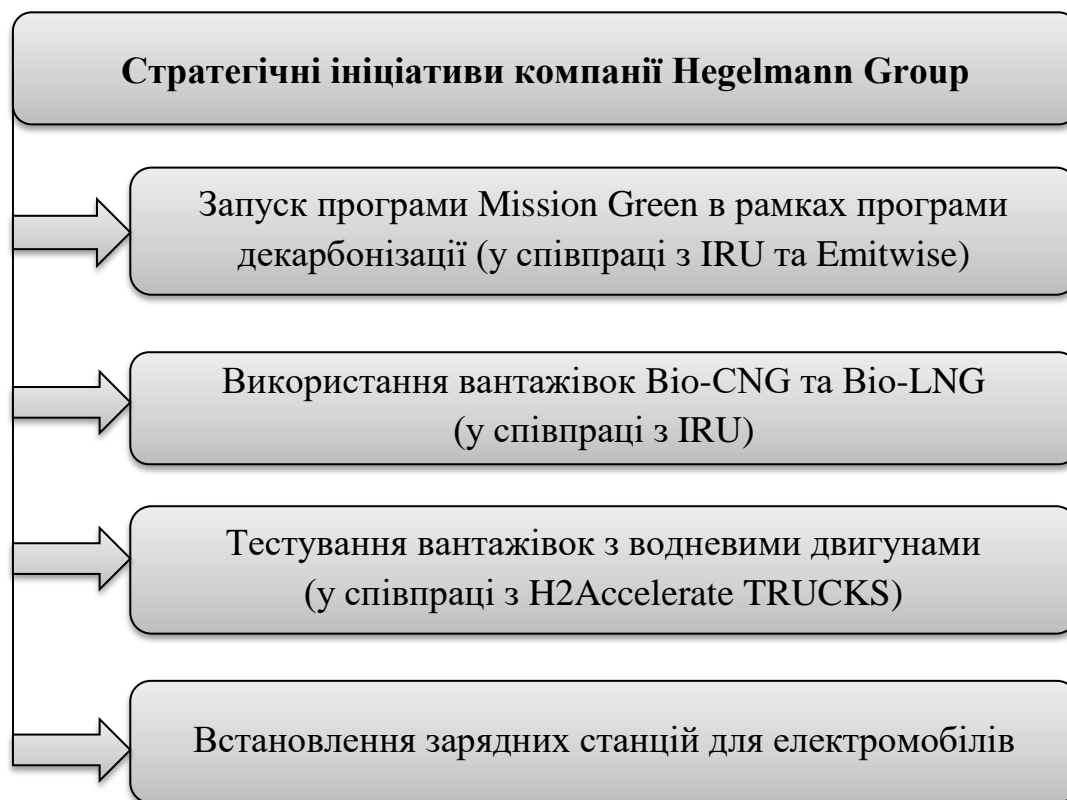 Стратегічні ініціативи компанії Hegelmann Group
Запуск програми Mission Green в рамках програми
декарбонізації (у співпраці з IRU та Emitwise)
Використання вантажівок Bio-CNG та Bio-LNG
(у співпраці з IRU)
Тестування вантажівок з водневими двигунами
(у співпраці з H2Accelerate TRUCKS)
Встановлення зарядних станцій для електромобілів